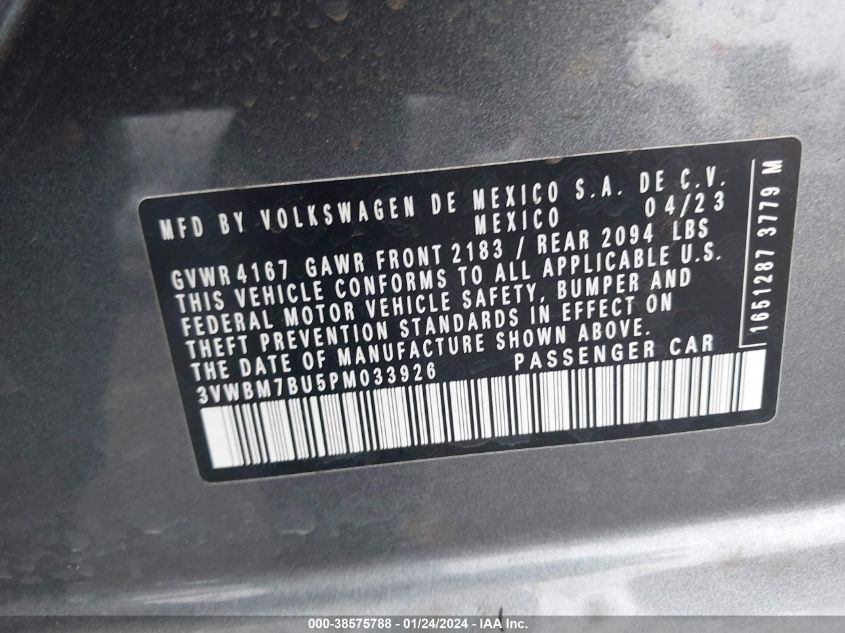 MFD BY VOLKSWAGEN DE MEXICO S.A. DE C.V.
MEXICO 04/23
GVWR 4167 GAWR FRONT 2183 / REAR 2094 LBS
THIS VEHICLE CONFORMS TO ALL APPLICABLE U.S.
FEDERAL MOTOR VEHICLE SAFETY, BUMPER AND
THEFT PREVENTION STANDARDS IN EFFECT ON
THE DATE OF MANUFACTURE SHOWN ABOVE.
3VWBM7BU5PM033926 PASSENGER CAR
1651287 3779 M
000-38575788 - 01/24/2024 - IAA Inc.